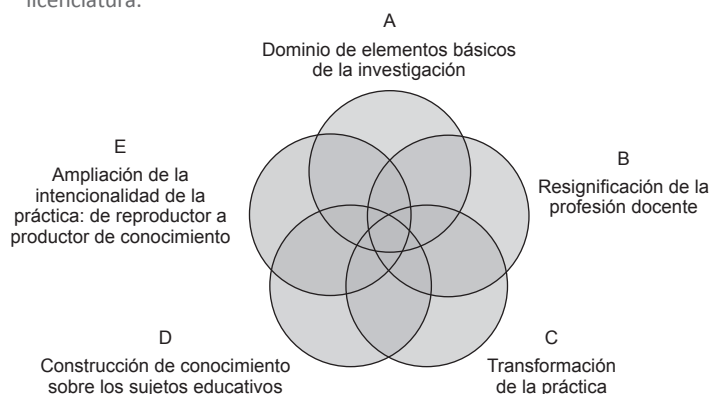 licenciatura.
A
Dominio de elementos básicos
de la investigación
B
Resignificación de la
profesión docente
C
Transformación
de la práctica
D
Construcción de conocimiento
sobre los sujetos educativos
E
Ampliación de la
intencionalidad de la
práctica: de reproductor a
productor de conocimiento